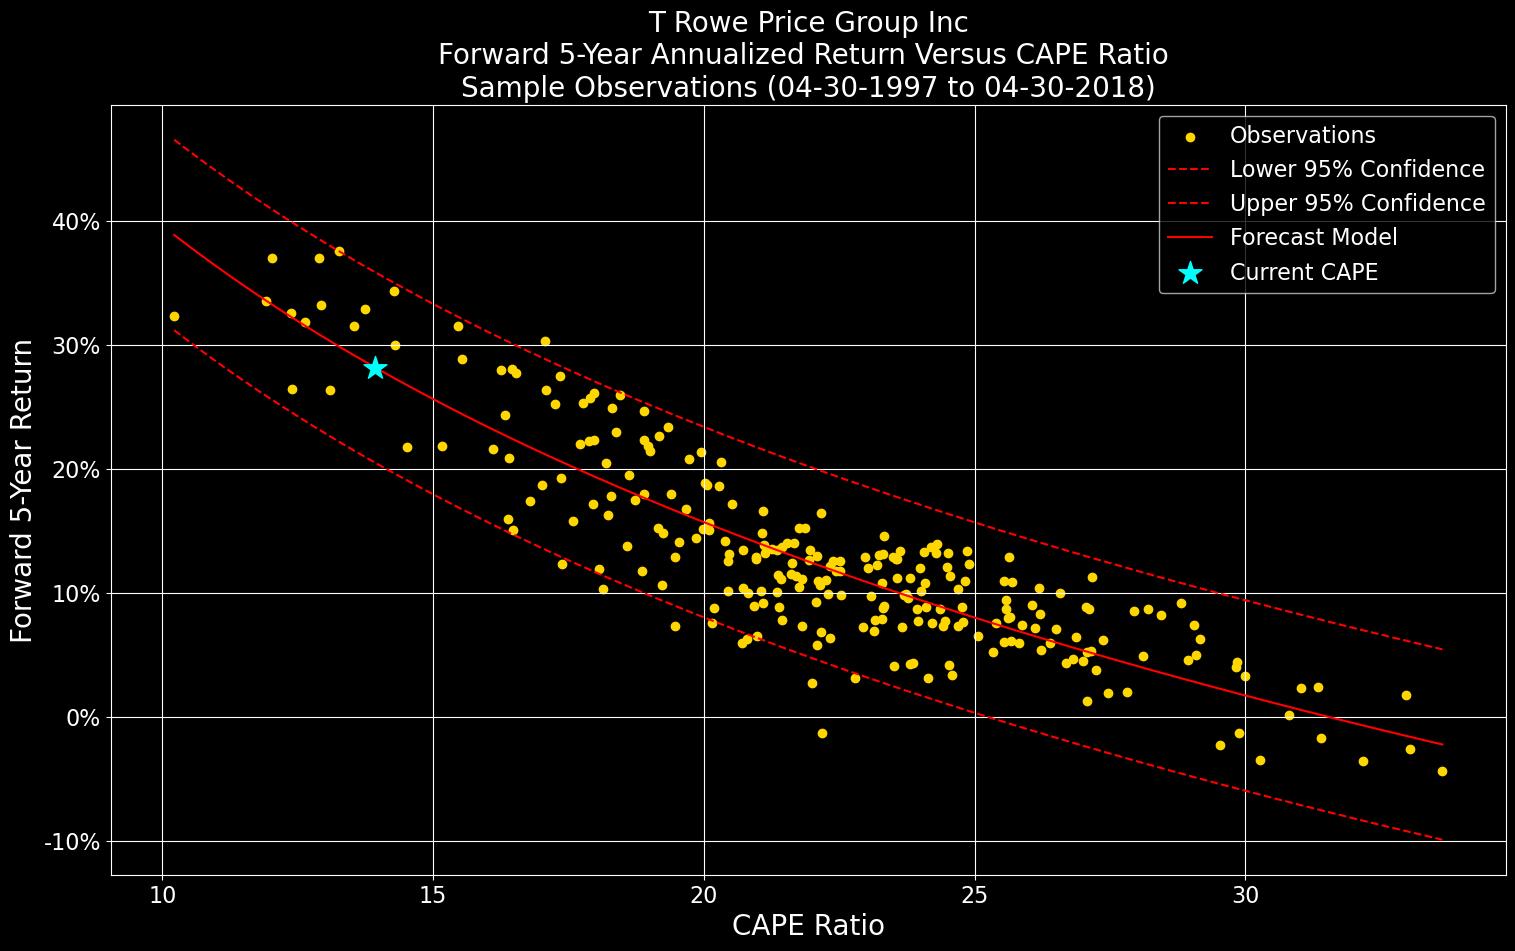 T Rowe Price Group Inc
Forward 5-Year Annualized Return Versus CAPE Ratio
Sample Observations (04-30-1997 to 04-30-2018)
Observations
Lower 95% Confidence
Upper 95% Confidence
Forecast Model
Current CAPE
Forward 5-Year Return
40%
30%
20%
10%
0%
-10%
10 15 20 25 30
CAPE Ratio